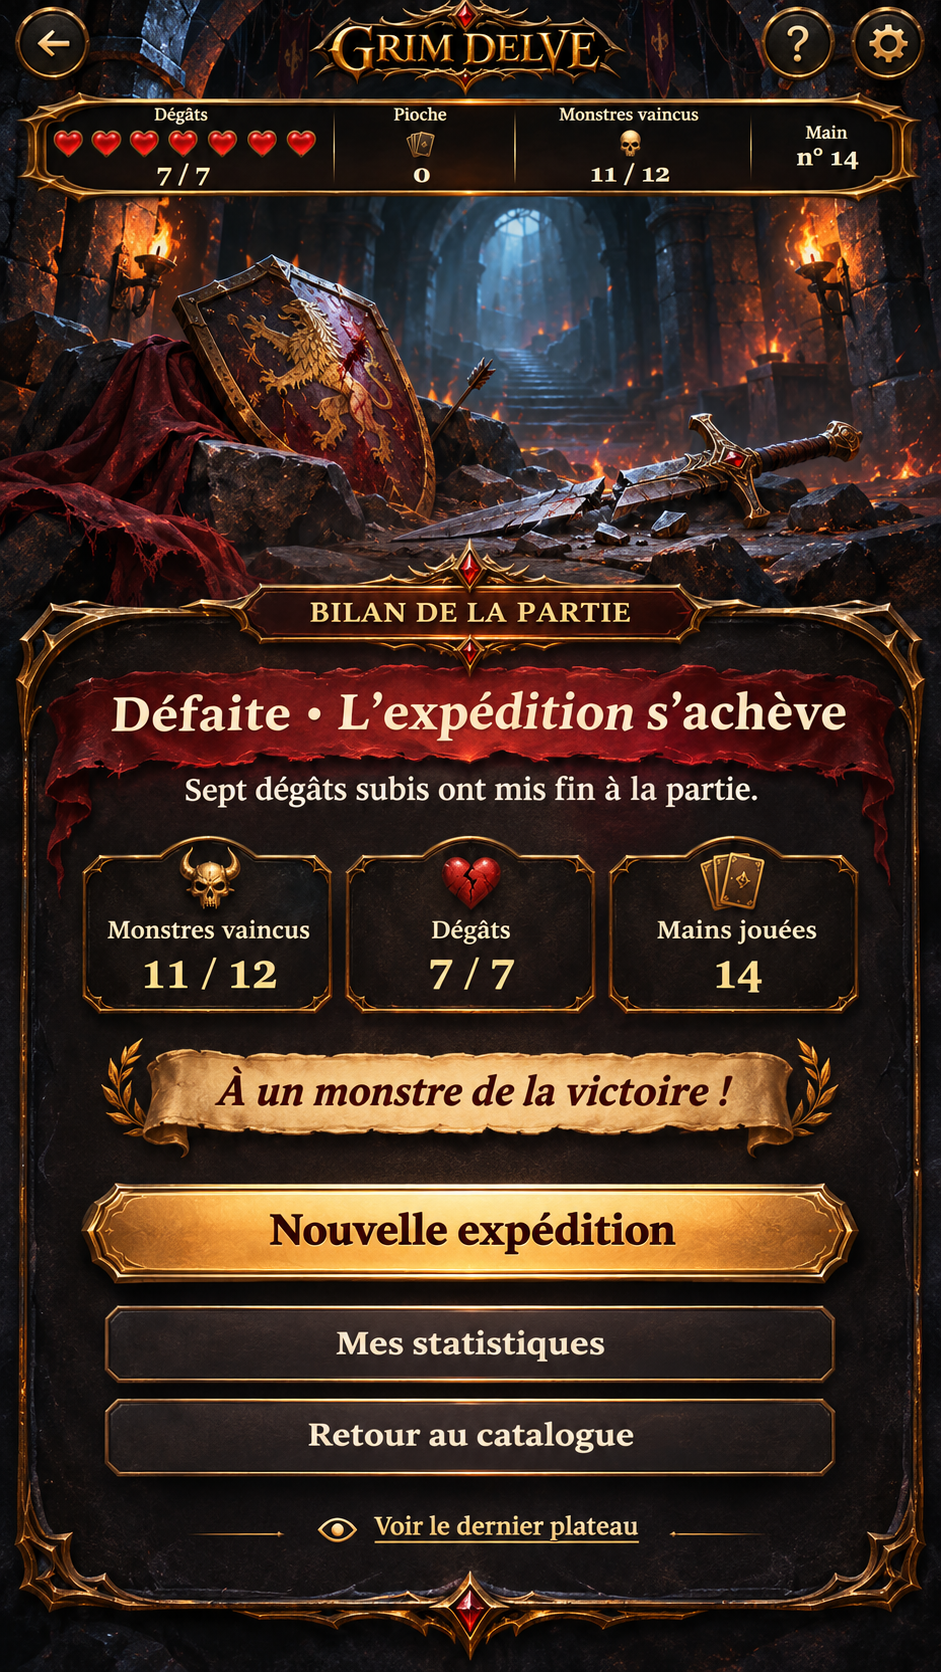 GRIM DELVE
?
Dégâts
7 / 7
Pioche
0
Monstres vaincus
11 / 12
Main
n° 14
BILAN DE LA PARTIE
Défaite • L’expédition s’achève
Sept dégâts subis ont mis fin à la partie.
Monstres vaincus
11 / 12
Dégâts
7 / 7
Mains jouées
14
À un monstre de la victoire !
Nouvelle expédition
Mes statistiques
Retour au catalogue
Voir le dernier plateau